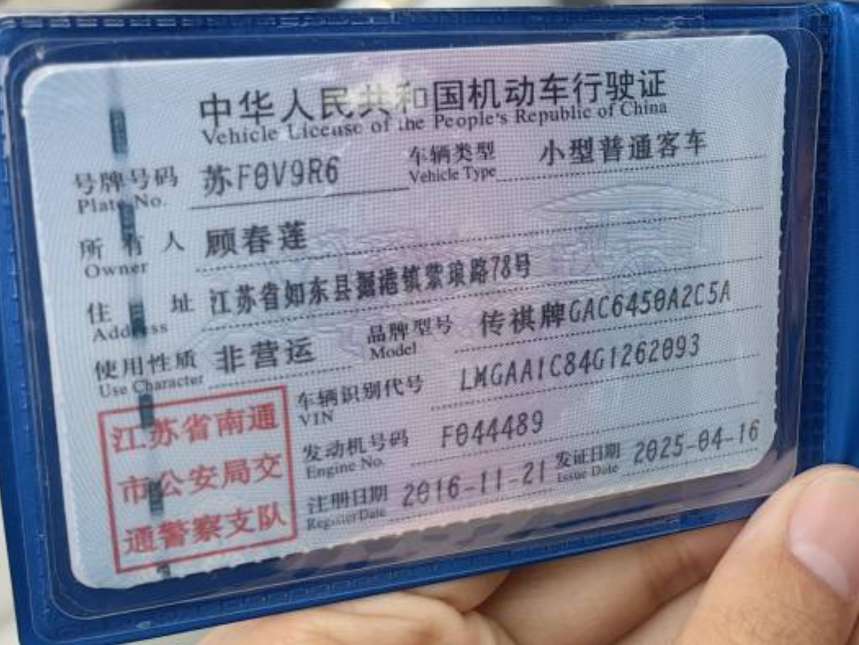 中华人民共和国机动车行驶证
Vehicle License of the People's Republic of China
号牌号码 苏F0V9R6 车辆类型 小型普通客车
Plate No. Vehicle Type
所有人 顾春莲
Owner
住址 江苏省如东县掘港镇紫琅路78号
Address
使用性质 非营运 品牌型号 传祺牌GAC6450A2C5A
Use Character Model
车辆识别代号 LMGAA1C84G1262093
VIN
发动机号码 F044489
Engine No.
注册日期 2016-11-21 发证日期 2025-04-16
Register Date Issue Date
江苏省南通
市公安局交
通警察支队